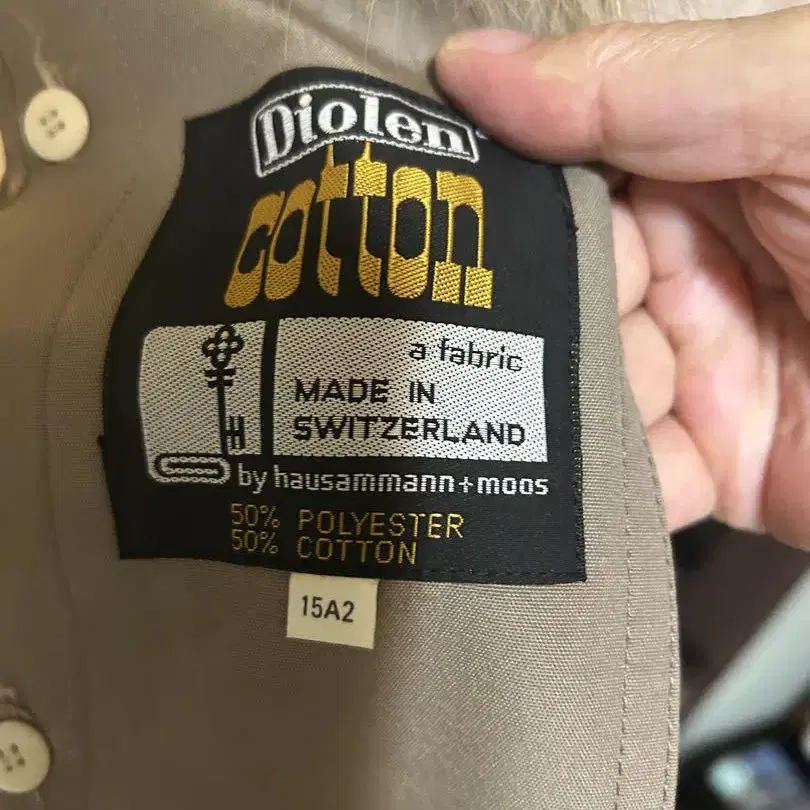 Diolen
cotton
a fabric
MADE IN
SWITZERLAND
by hausammann+moos
50% POLYESTER
50% COTTON
15A2